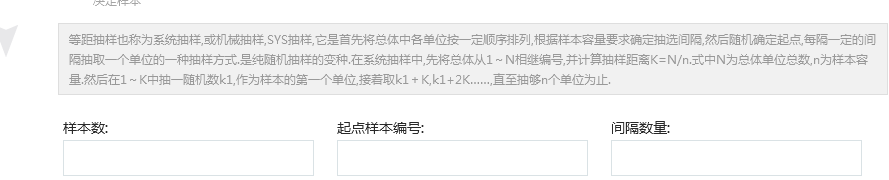 决定样本
等距抽样也称为系统抽样,或机械抽样,SYS抽样,它是首先将总体中各单位按一定顺序排列,根据样本容量要求确定抽选间隔,然后随机确定起点,每隔一定的间
隔抽取一个单位的一种抽样方式.是纯随机抽样的变种.在系统抽样中,先将总体从1～N相继编号,并计算抽样距离K=N/n.式中N为总体单位总数,n为样本容
量.然后在1～K中抽一随机数k1,作为样本的第一个单位,接着取k1＋K,k1+2K……,直至抽够n个单位为止.
样本数: 起点样本编号: 间隔数量: